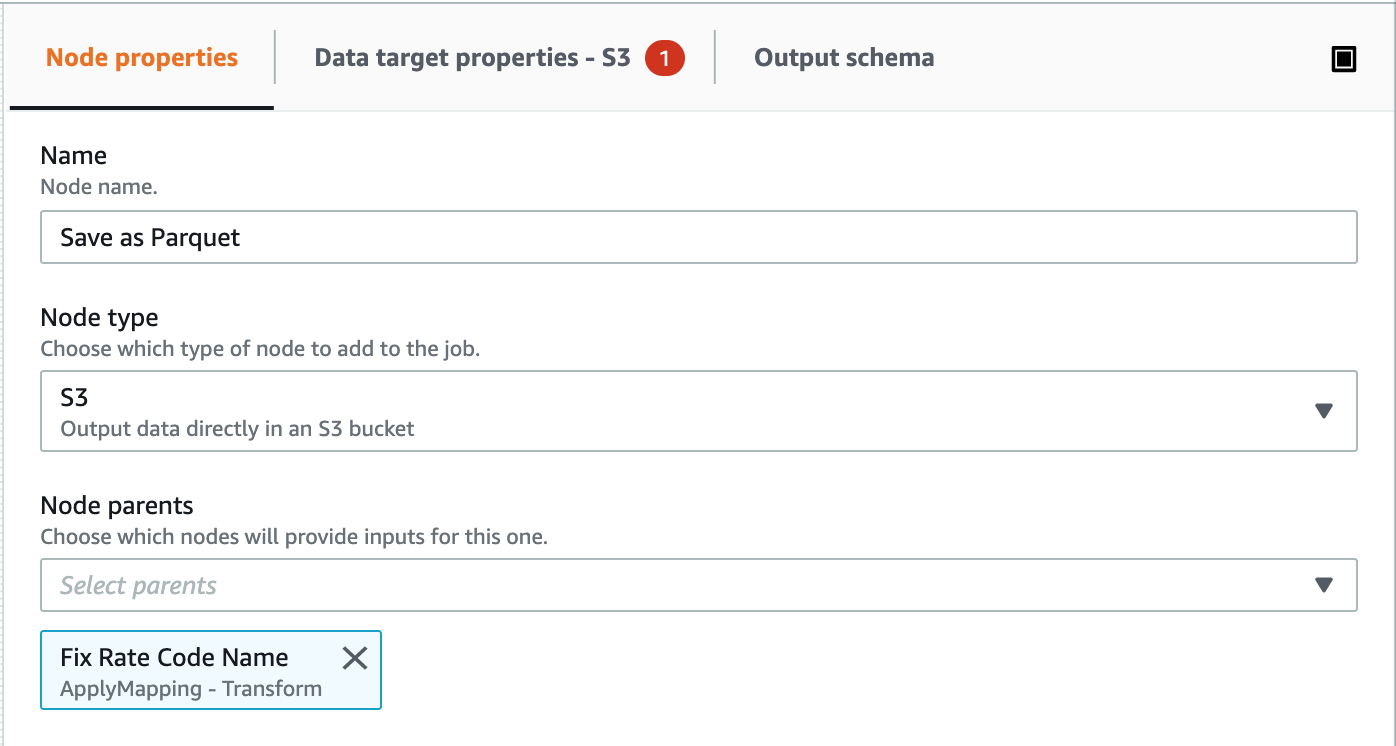 Node properties
Data target properties - S3 1
Output schema
Name
Node name.
Save as Parquet
Node type
Choose which type of node to add to the job.
S3
Output data directly in an S3 bucket
Node parents
Choose which nodes will provide inputs for this one.
Select parents
Fix Rate Code Name
ApplyMapping - Transform